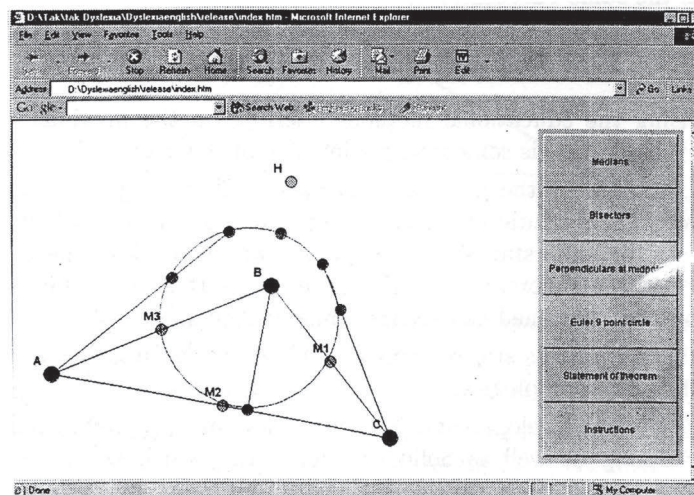 D:\Tak\tak Dyslexia\Dyslexiaenglish\release\index.htm - Microsoft Internet Explorer
File Edit View Favorites Tools Help
Stop Refresh Home Search Favorites History Mail Print Edit
Address D:\Dyslexiaenglish\release\index.htm Go Links
Google Search Web
H
B
M3
M1
A
M2
C
Medians
Bisectors
Perpendiculars at midpoint
Euler 9 point circle
Statement of theorem
Instructions
Done My Computer